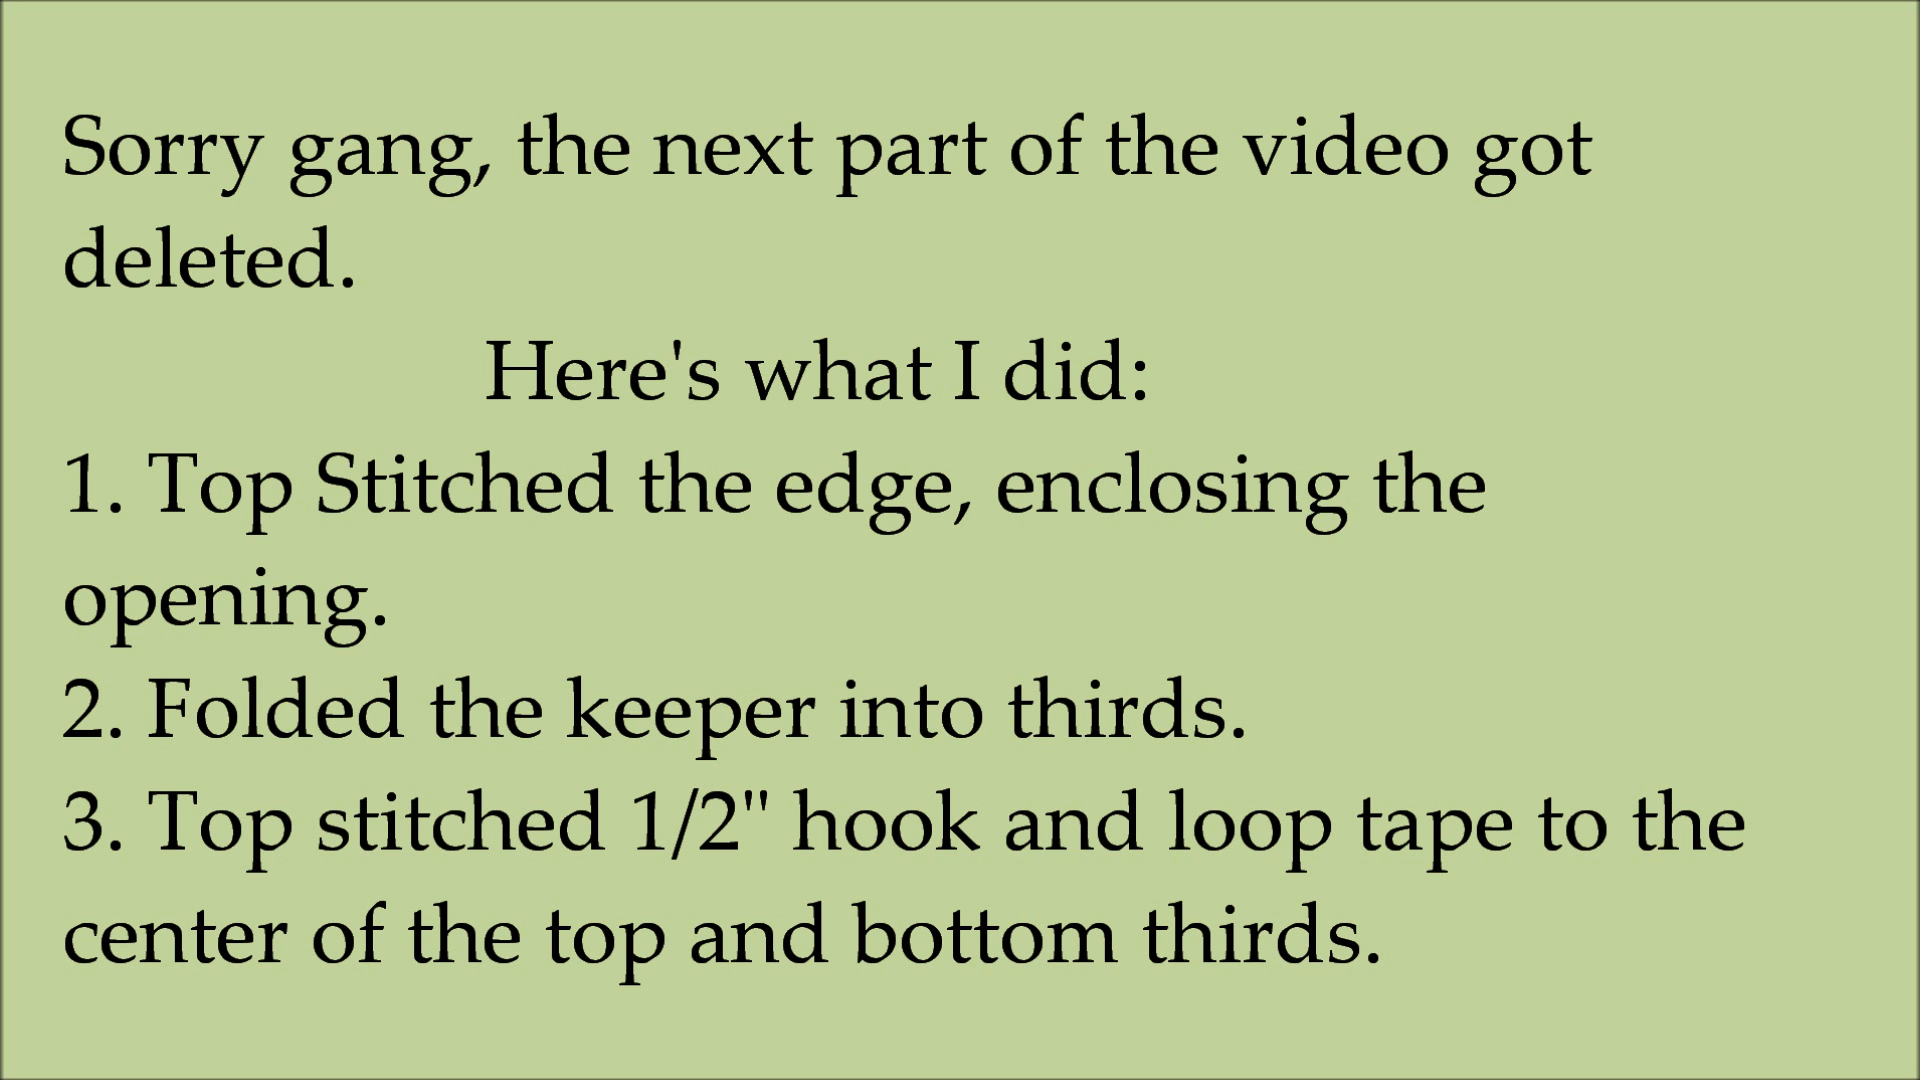 Sorry gang, the next part of the video got
deleted.
Here's what I did:
1. Top Stitched the edge, enclosing the
opening.
2. Folded the keeper into thirds.
3. Top stitched 1/2" hook and loop tape to the
center of the top and bottom thirds.